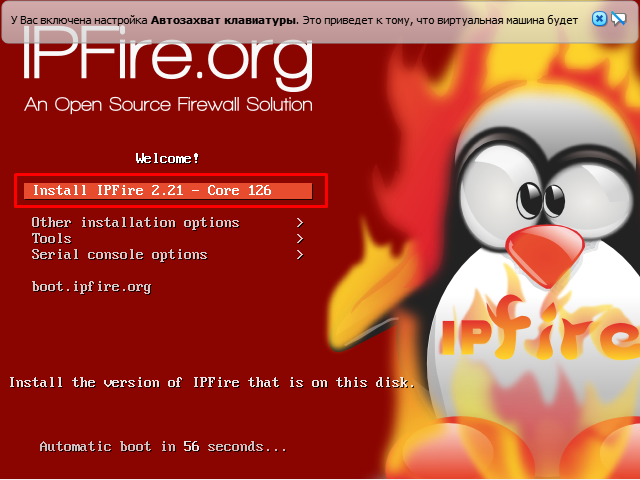 У Вас включена настройка Автозахват клавиатуры. Это приведет к тому, что виртуальная машина будет
IPFire.org
An Open Source Firewall Solution
Welcome!
Install IPFire 2.21 - Core 126
Other installation options >
Tools >
Serial console options >
boot.ipfire.org
IPfire
Install the version of IPFire that is on this disk.
Automatic boot in 56 seconds...